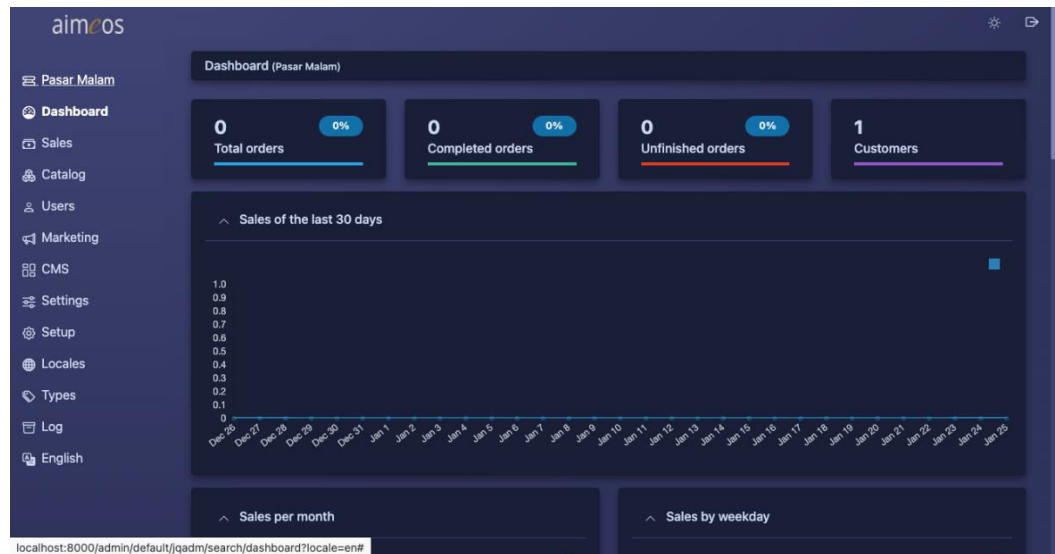 aimeos
Pasar Malam
Dashboard
Sales
Catalog
Users
Marketing
CMS
Settings
Setup
Locales
Types
Log
English
Dashboard (Pasar Malam)
0 0%
Total orders
0 0%
Completed orders
0 0%
Unfinished orders
1
Customers
Sales of the last 30 days
1.0
0.9
0.8
0.7
0.6
0.5
0.4
0.3
0.2
0.1
0
Dec 26 Dec 27 Dec 28 Dec 29 Dec 30 Dec 31 Jan 1 Jan 2 Jan 3 Jan 4 Jan 5 Jan 6 Jan 7 Jan 8 Jan 9 Jan 10 Jan 11 Jan 12 Jan 13 Jan 14 Jan 15 Jan 16 Jan 17 Jan 18 Jan 19 Jan 20 Jan 21 Jan 22 Jan 23 Jan 24 Jan 25
Sales per month
Sales by weekday
localhost:8000/admin/default/jqadm/search/dashboard?locale=en#